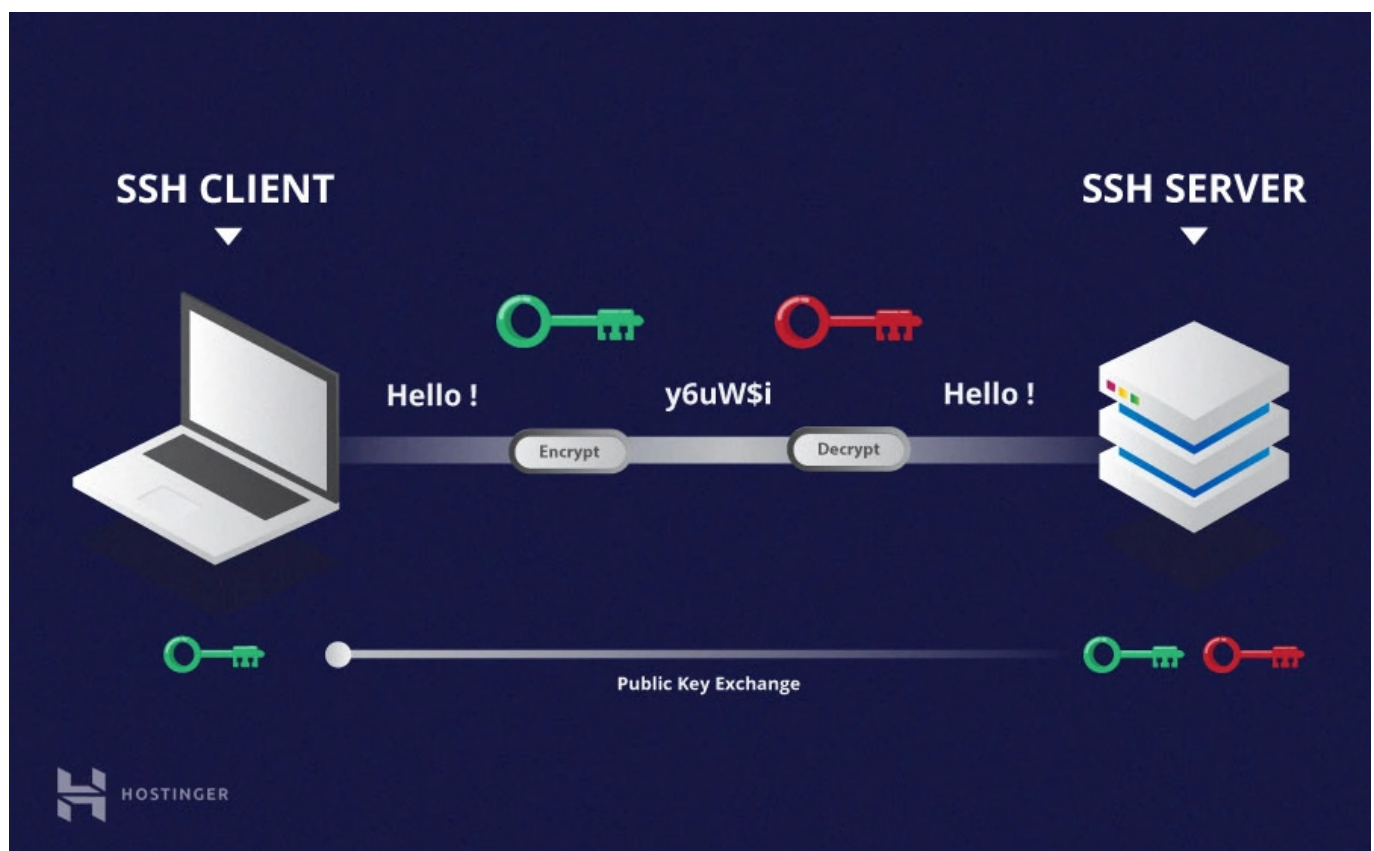 SSH CLIENT
SSH SERVER
Hello !
y6uW$i
Hello !
Encrypt
Decrypt
Public Key Exchange
HOSTINGER